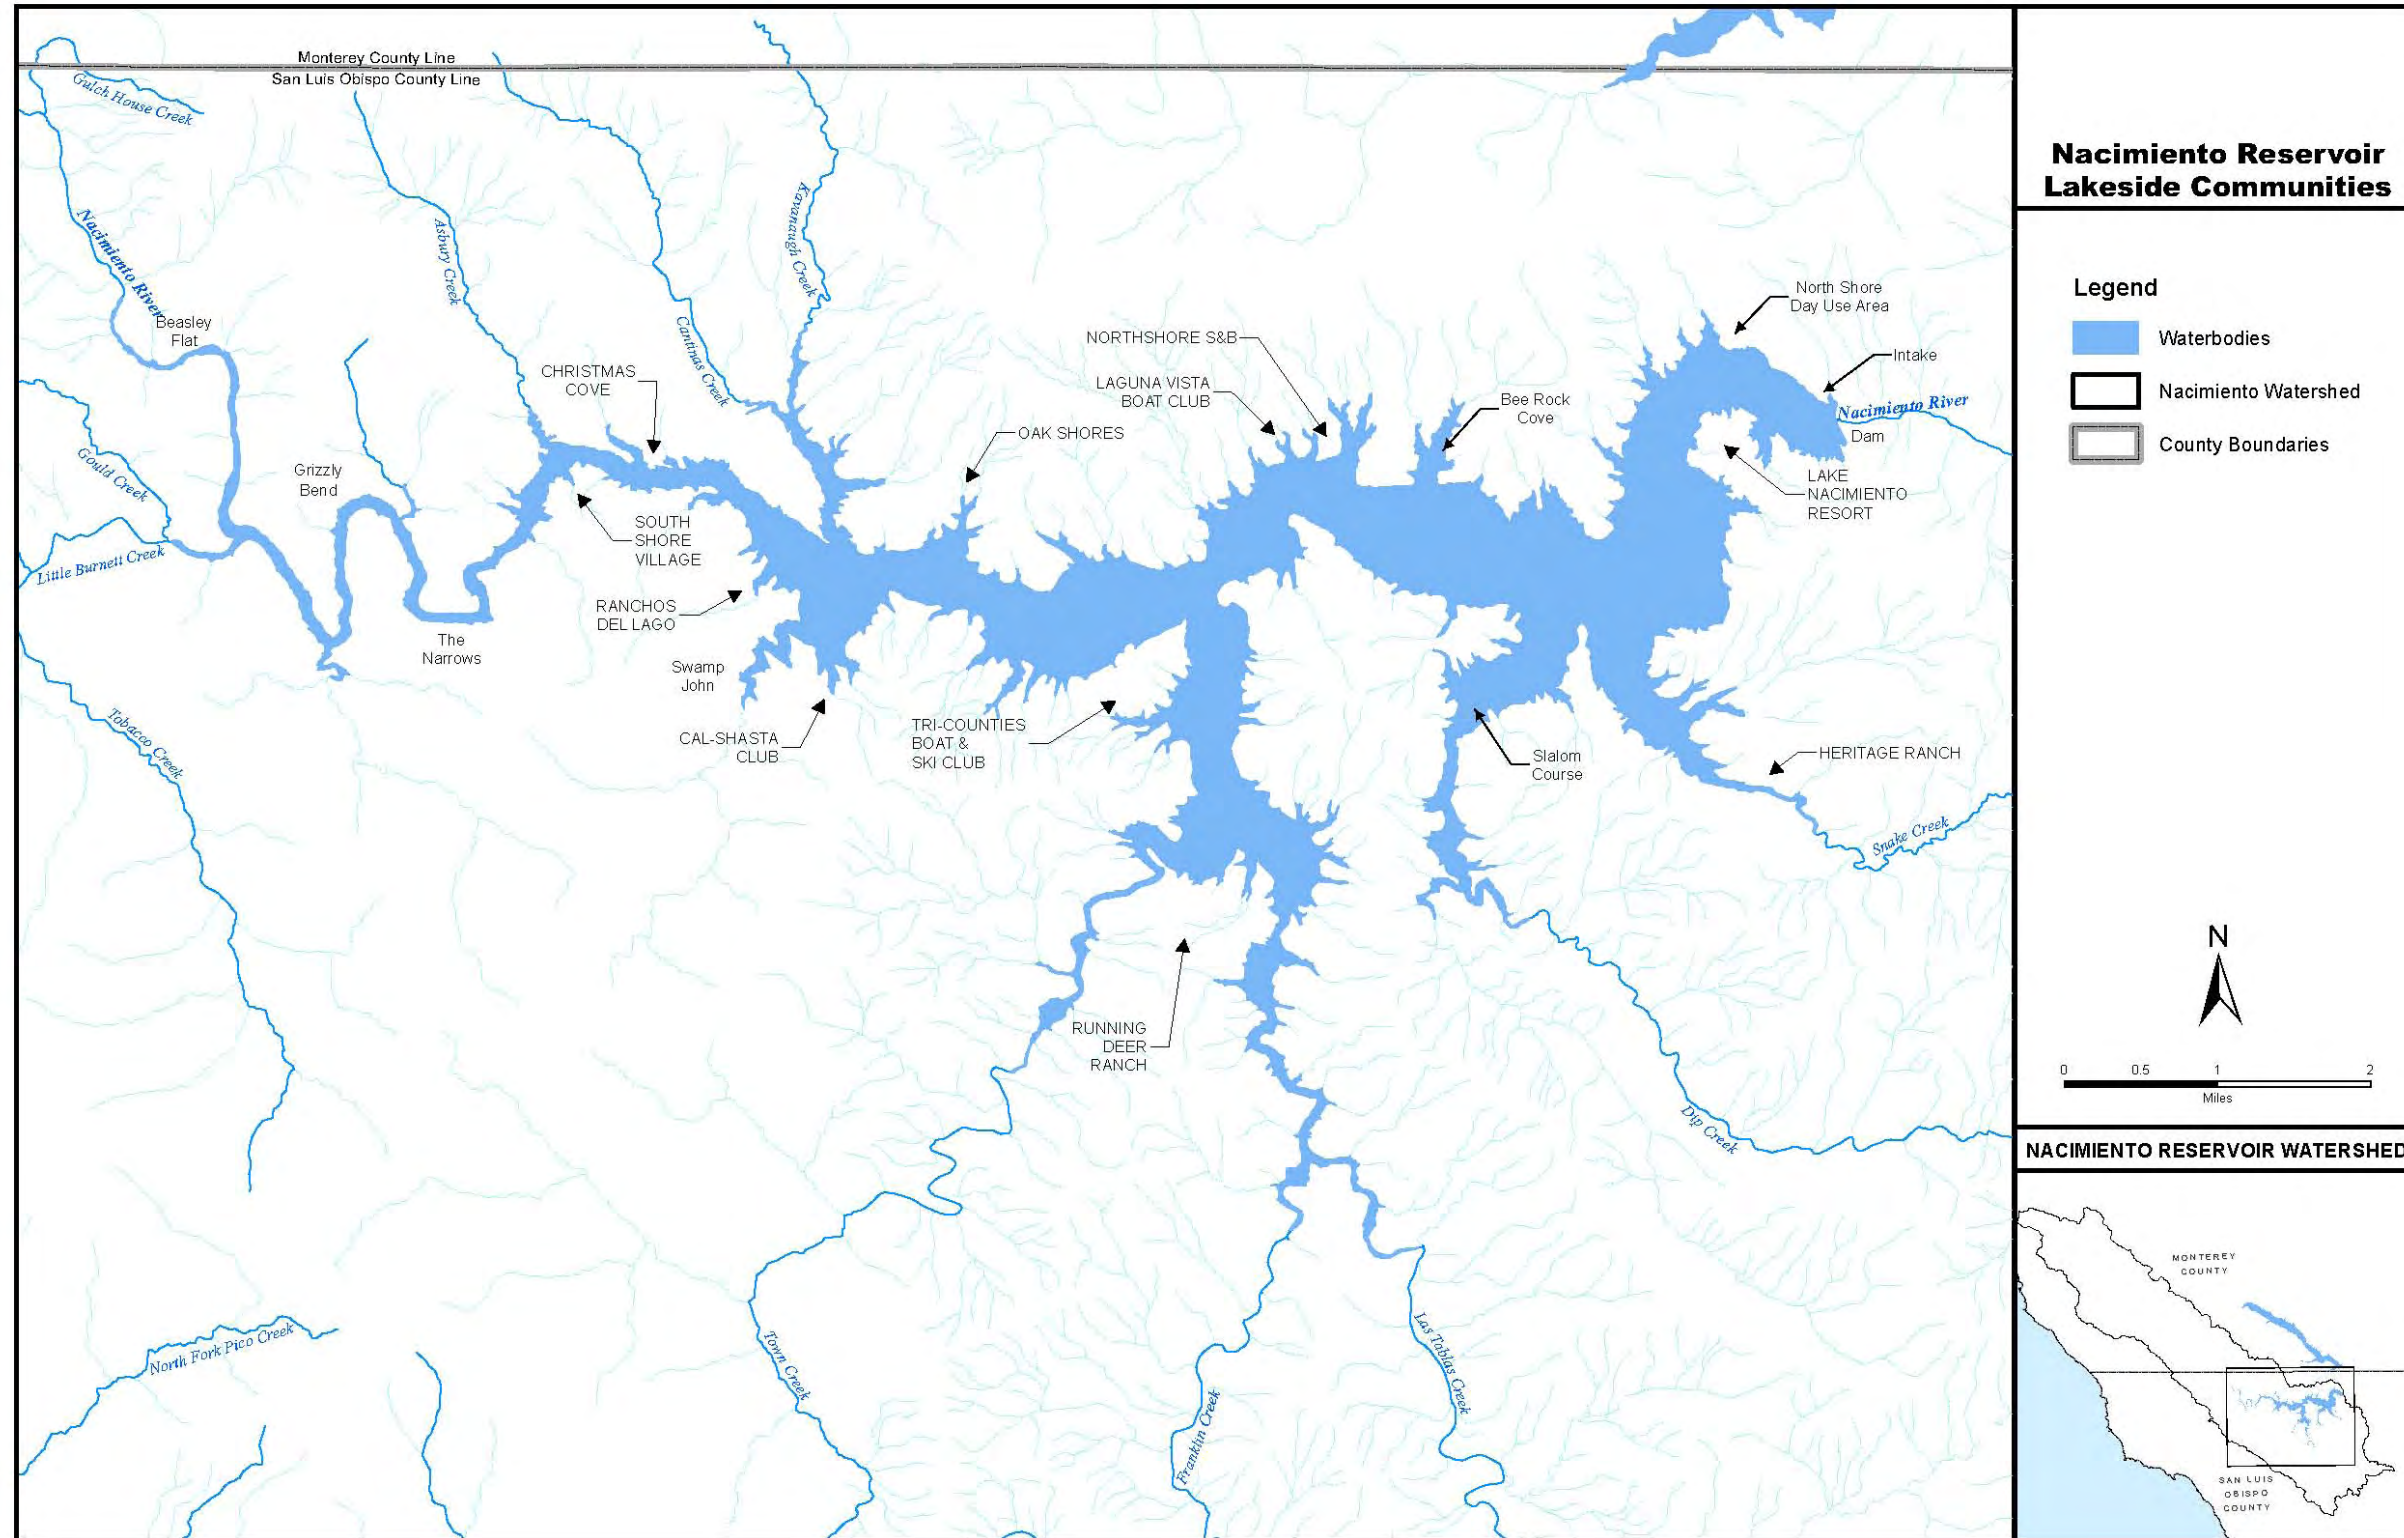 Monterey County Line
San Luis Obispo County Line
Gulch House Creek
Nacimiento River
Beasley
Flat
Asbury Creek
Kavanaugh Creek
Cantinas Creek
CHRISTMAS
COVE
NORTHSHORE S&B
LAGUNA VISTA
BOAT CLUB
OAK SHORES
Bee Rock
Cove
North Shore
Day Use Area
Intake
Nacimiento River
Dam
LAKE
NACIMIENTO
RESORT
Gould Creek
Grizzly
Bend
Little Burnett Creek
SOUTH
SHORE
VILLAGE
RANCHOS
DEL LAGO
The
Narrows
Swamp
John
CAL-SHASTA
CLUB
TRI-COUNTIES
BOAT &
SKI CLUB
Slalom
Course
HERITAGE RANCH
Snake Creek
Tobacco Creek
RUNNING
DEER
RANCH
Dip Creek
North Fork Pico Creek
Town Creek
Franklin Creek
Las Tablas Creek
Nacimiento Reservoir
Lakeside Communities
Legend
Waterbodies
Nacimiento Watershed
County Boundaries
N
0 0.5 1 2
Miles
NACIMIENTO RESERVOIR WATERSHED
MONTEREY
COUNTY
SAN LUIS
OBISPO
COUNTY